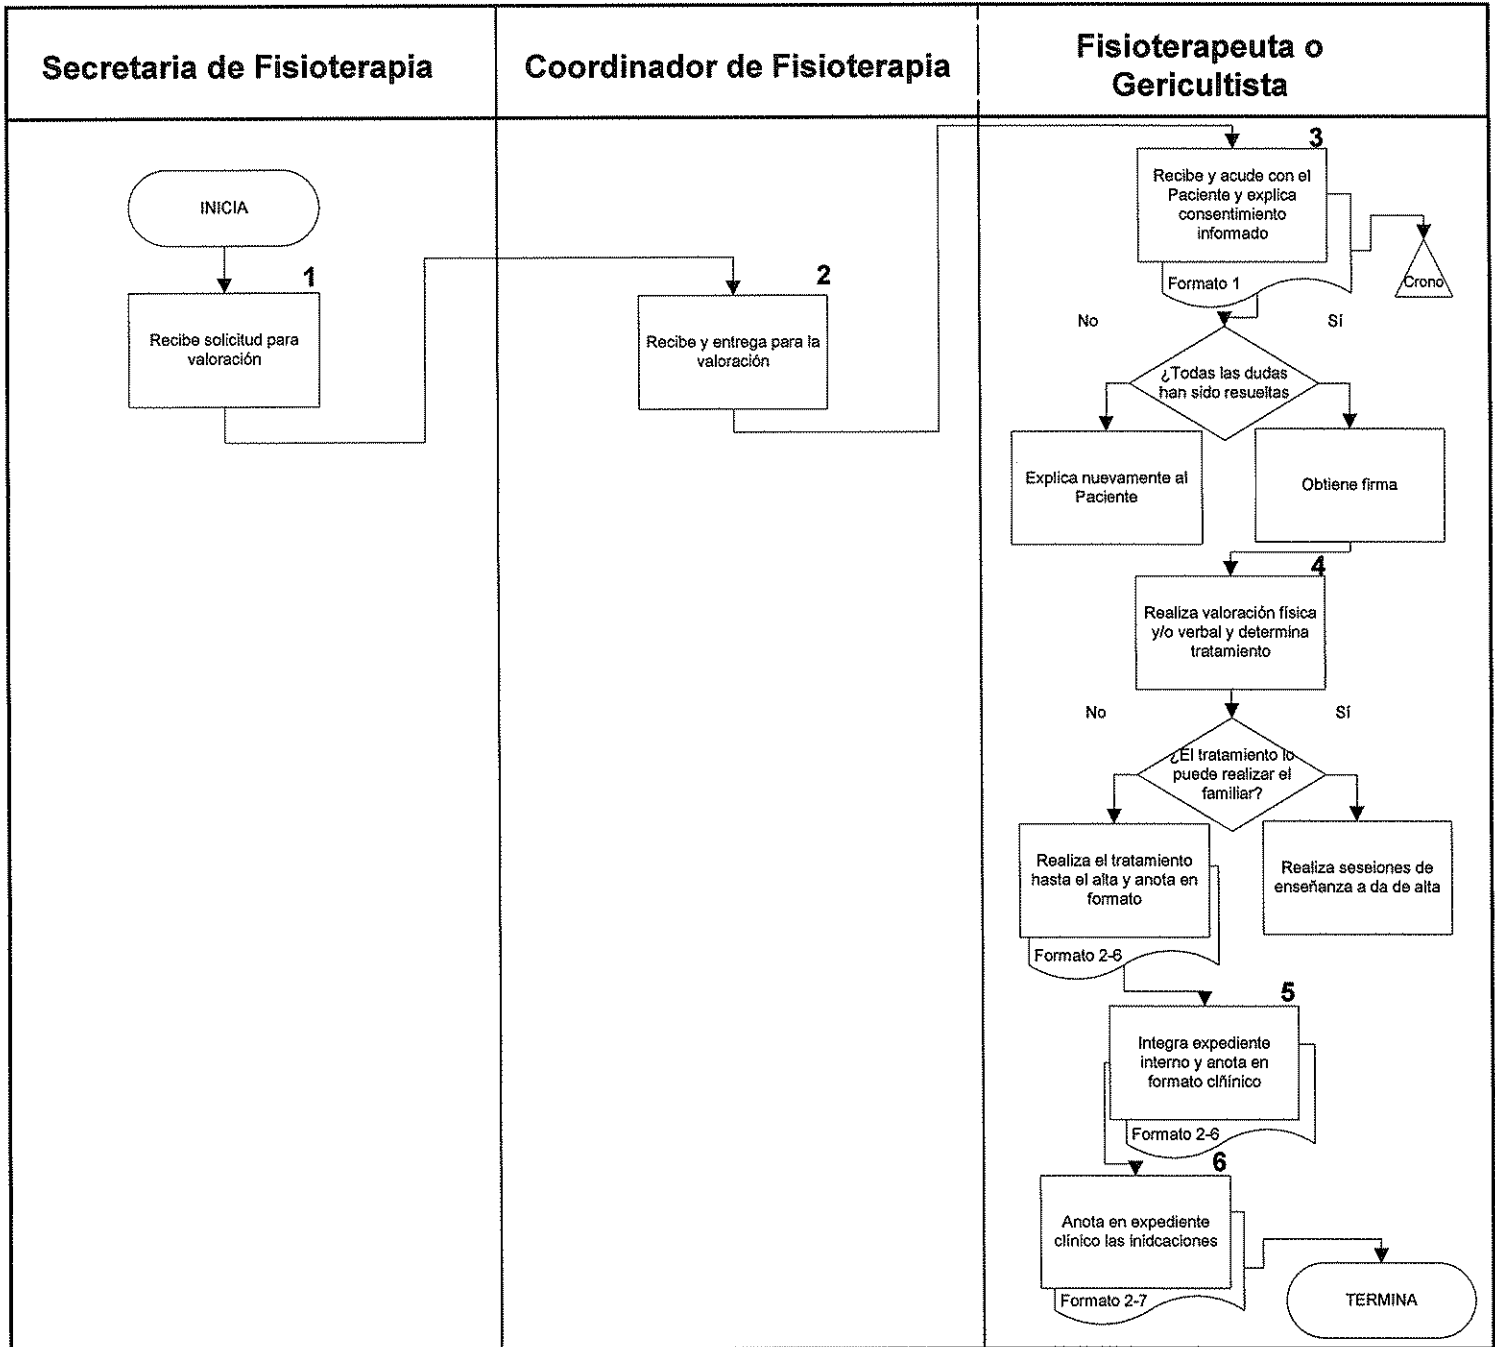 Secretaria de Fisioterapia
Coordinador de Fisioterapia
Fisioterapeuta o
Gericultista
INICIA
1
Recibe solicitud para
valoración
2
Recibe y entrega para la
valoración
3
Recibe y acude con el
Paciente y explica
consentimiento
informado
Formato 1
Crono
No
Sí
¿Todas las dudas
han sido resueltas
Explica nuevamente al
Paciente
Obtiene firma
4
Realiza valoración física
y/o verbal y determina
tratamiento
No
Sí
¿El tratamiento lo
puede realizar el
familiar?
Realiza el tratamiento
hasta el alta y anota en
formato
Formato 2-6
Realiza seseiones de
enseñanza a da de alta
5
Integra expediente
interno y anota en
formato clñínico
Formato 2-6
6
Anota en expediente
clínico las inidcaciones
Formato 2-7
TERMINA